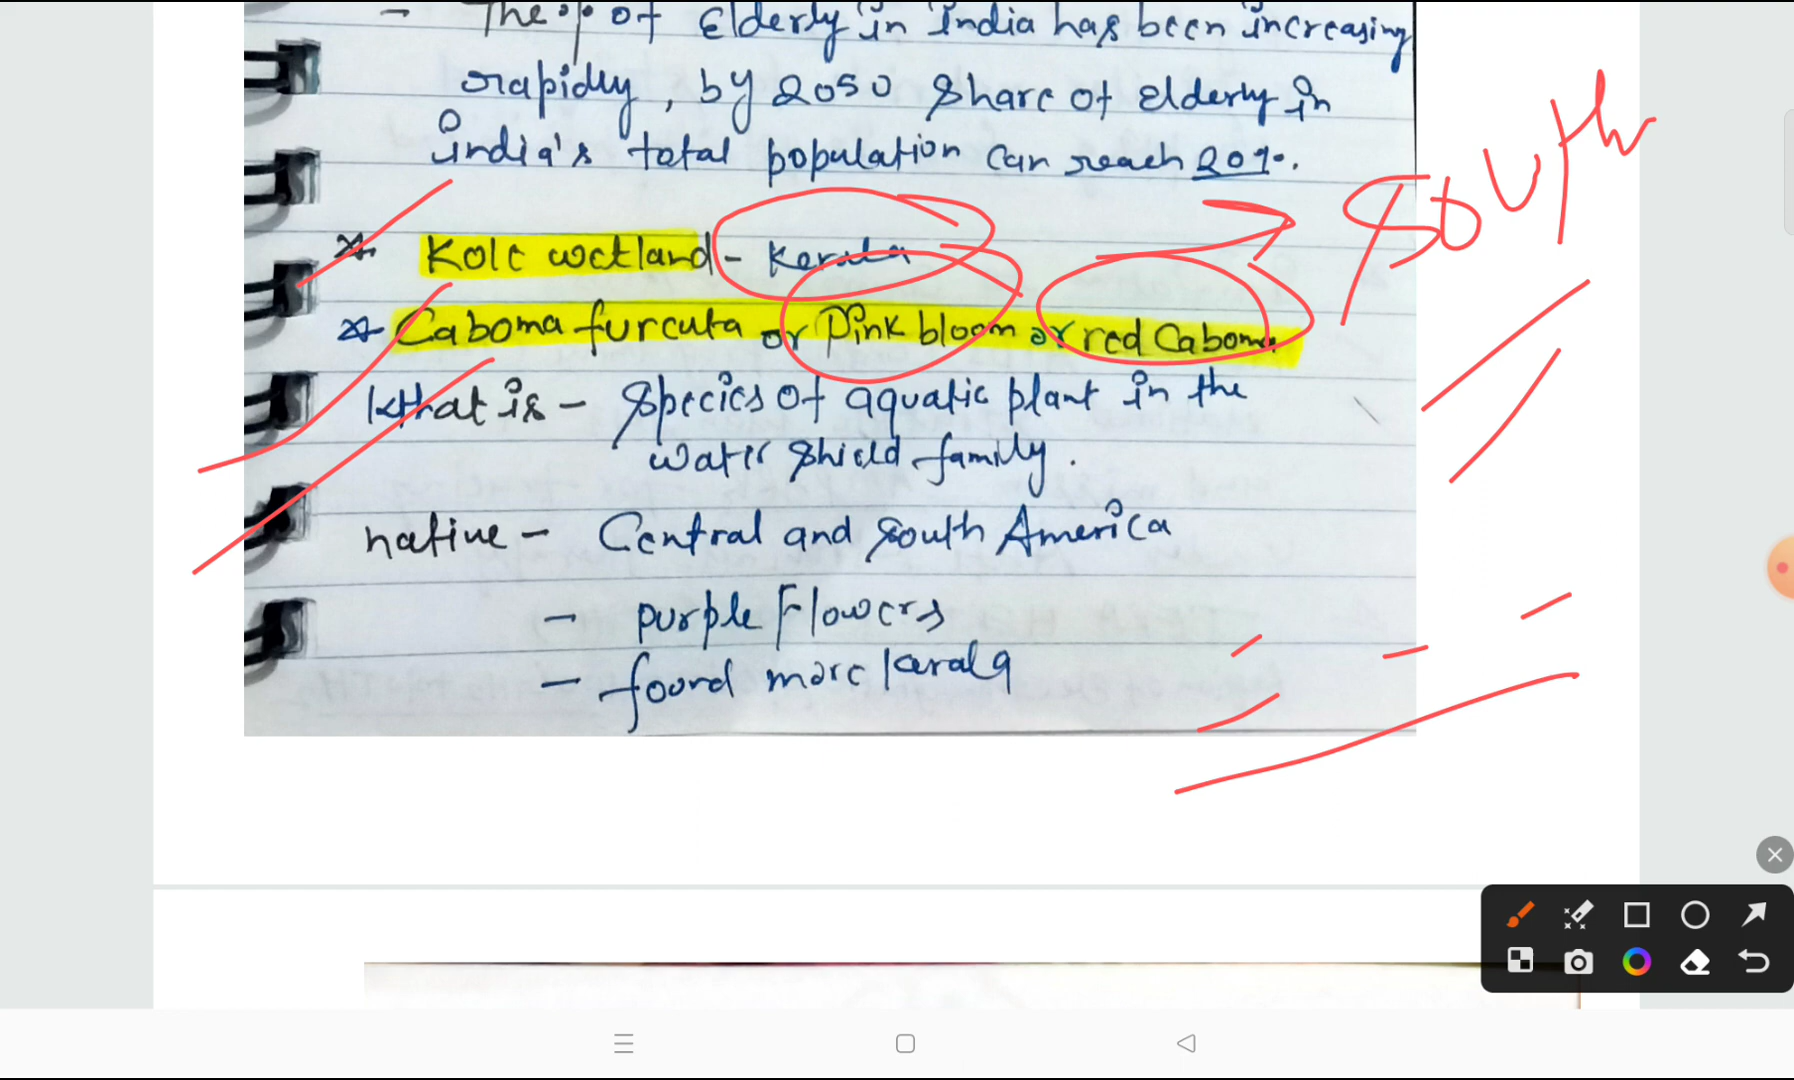 - The % of Elderly in India has been increasing
rapidly, by 2050 Share of Elderly in
india's total population Can reach 20%.
South
* Kole wetland - Kerala
* Caboma furcuta or Pink bloom or red Caboma
What is - Species of aquatic plant in the
water Shield family.
native - Central and South America
- purple Flowers
- found more Kerala